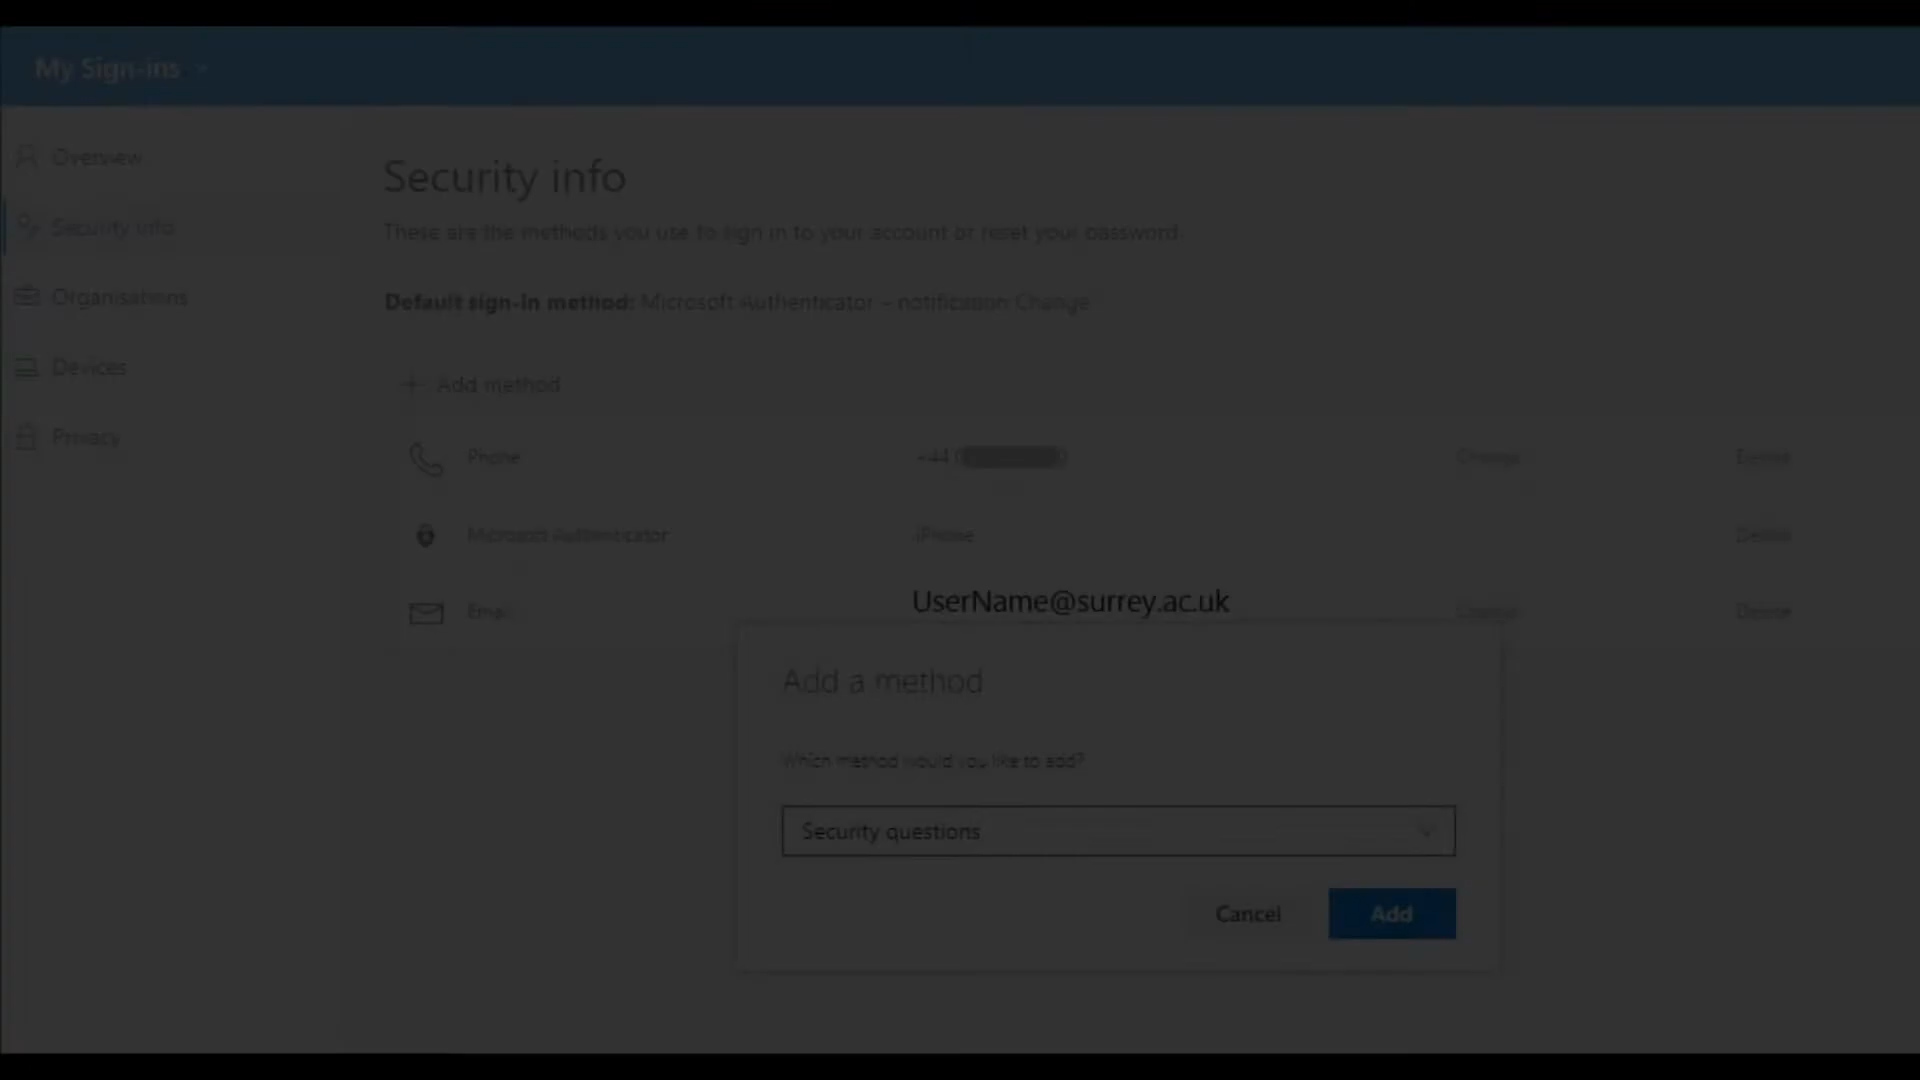 My Sign-ins
Overview
Security info
Organisations
Devices
Privacy
Security info
These are the methods you use to sign in to your account or reset your password.
Default sign-in method: Microsoft Authenticator – notification Change
+ Add method
Phone +44 Change Delete
Microsoft Authenticator iPhone Delete
Email UserName@surrey.ac.uk Change Delete
Add a method
Which method would you like to add?
Security questions
Cancel Add